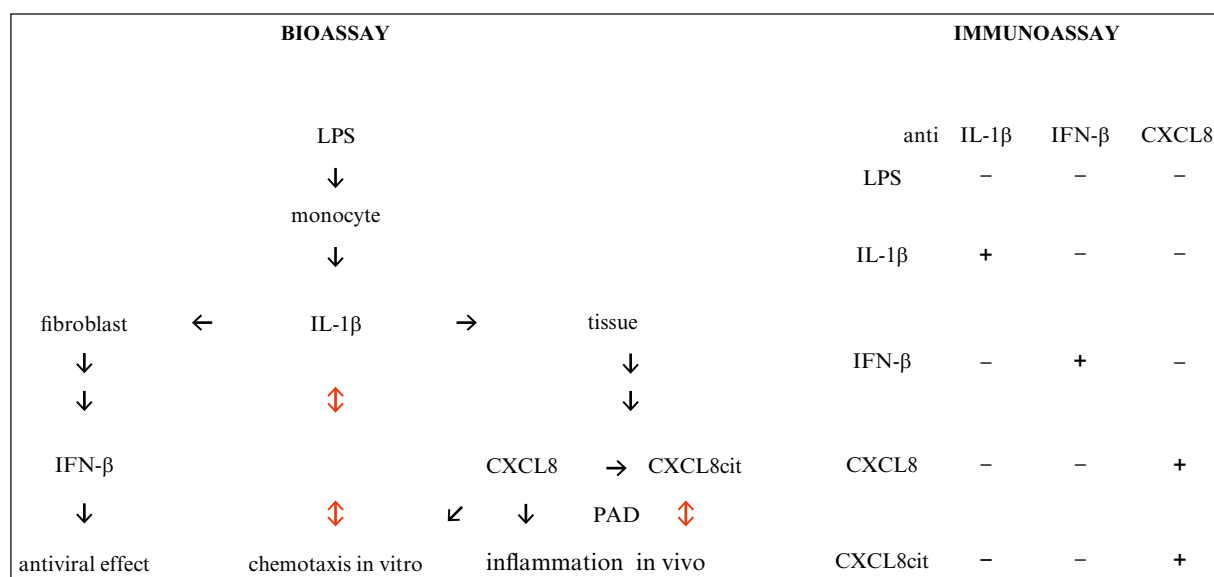 BIOASSAY IMMUNOASSAY
LPS anti IL-1β IFN-β CXCL8
↓ LPS – – –
monocyte
↓ IL-1β + – –
fibroblast ← IL-1β → tissue
↓ ↓ IFN-β – + –
↓ ↕ ↓
IFN-β CXCL8 → CXCL8cit CXCL8 – – +
↓ ↕ ↙ ↓ PAD ↕
antiviral effect chemotaxis in vitro inflammation in vivo CXCL8cit – – +